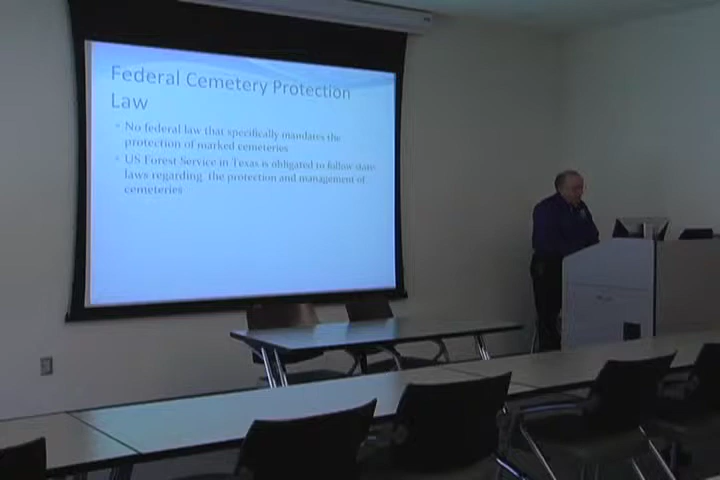 Federal Cemetery Protection
Law
No federal law that specifically mandates the
protection of marked cemeteries
US Forest Service in Texas is obligated to follow state
laws regarding the protection and management of
cemeteries